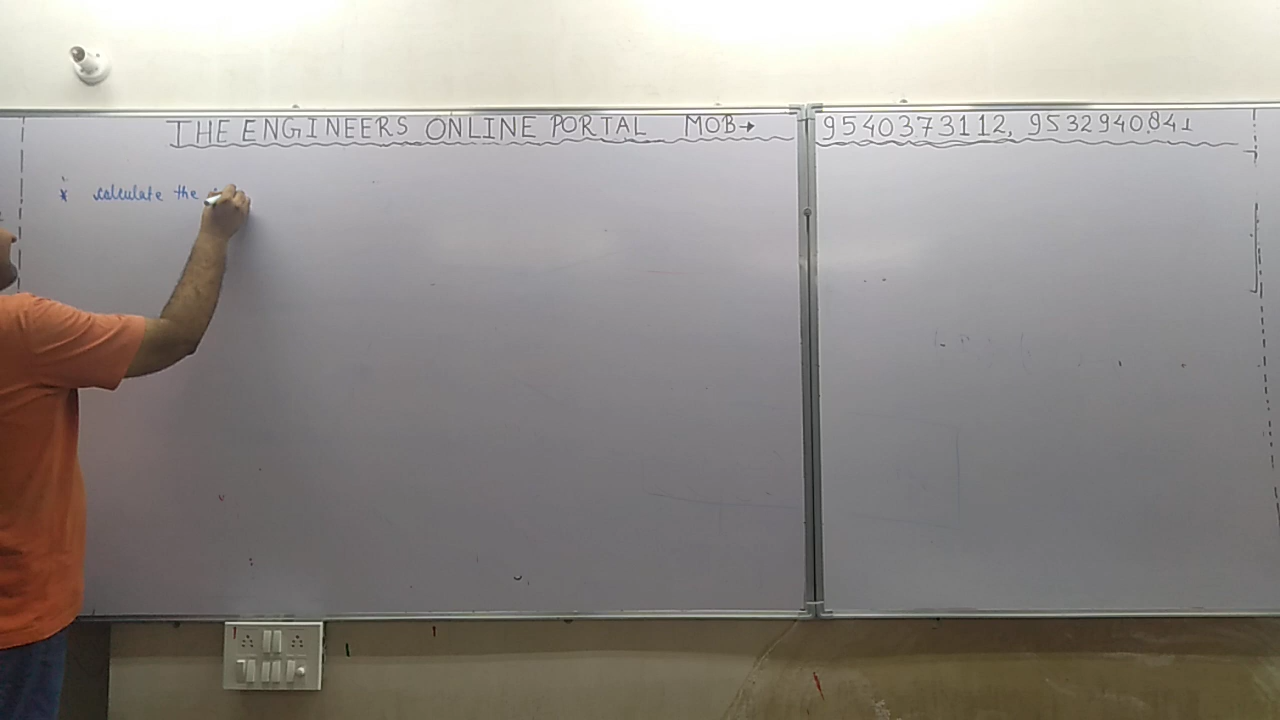 THE ENGINEERS ONLINE PORTAL MOB→ 9540373112, 9532940841
* calculate the